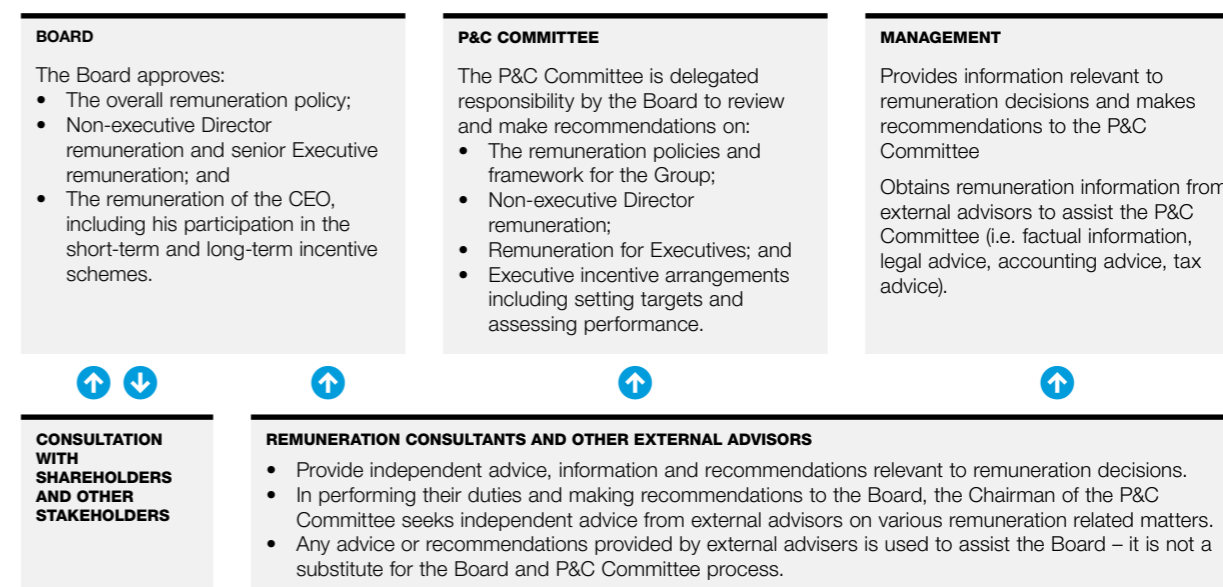 BOARD
The Board approves:
• The overall remuneration policy;
• Non-executive Director
remuneration and senior Executive
remuneration; and
• The remuneration of the CEO,
including his participation in the
short-term and long-term incentive
schemes.
P&C COMMITTEE
The P&C Committee is delegated
responsibility by the Board to review
and make recommendations on:
• The remuneration policies and
framework for the Group;
• Non-executive Director
remuneration;
• Remuneration for Executives; and
• Executive incentive arrangements
including setting targets and
assessing performance.
MANAGEMENT
Provides information relevant to
remuneration decisions and makes
recommendations to the P&C
Committee
Obtains remuneration information from
external advisors to assist the P&C
Committee (i.e. factual information,
legal advice, accounting advice, tax
advice).
CONSULTATION
WITH
SHAREHOLDERS
AND OTHER
STAKEHOLDERS
REMUNERATION CONSULTANTS AND OTHER EXTERNAL ADVISORS
• Provide independent advice, information and recommendations relevant to remuneration decisions.
• In performing their duties and making recommendations to the Board, the Chairman of the P&C
Committee seeks independent advice from external advisors on various remuneration related matters.
• Any advice or recommendations provided by external advisers is used to assist the Board – it is not a
substitute for the Board and P&C Committee process.